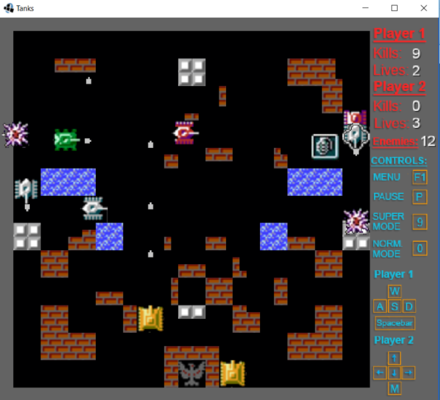 Tanks
Player 1
Kills: 9
Lives: 2
Player 2
Kills: 0
Lives: 3
Enemies: 12
CONTROLS:
MENU F1
PAUSE P
SUPER MODE 9
NORM. MODE 0
Player 1
W
A S D
Spacebar
Player 2
↑
← ↓ →
M